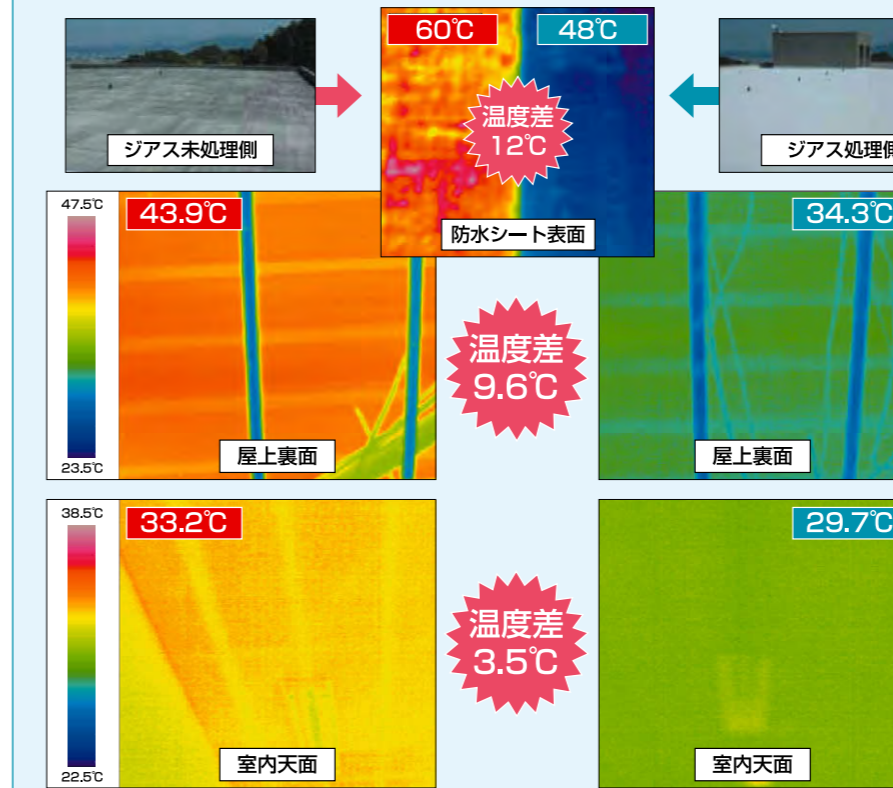 60℃
48℃
温度差
12℃
ジアス未処理側
ジアス処理側
防水シート表面
47.5℃
43.9℃
34.3℃
温度差
9.6℃
23.5℃
屋上裏面
屋上裏面
38.5℃
33.2℃
29.7℃
温度差
3.5℃
22.5℃
室内天面
室内天面